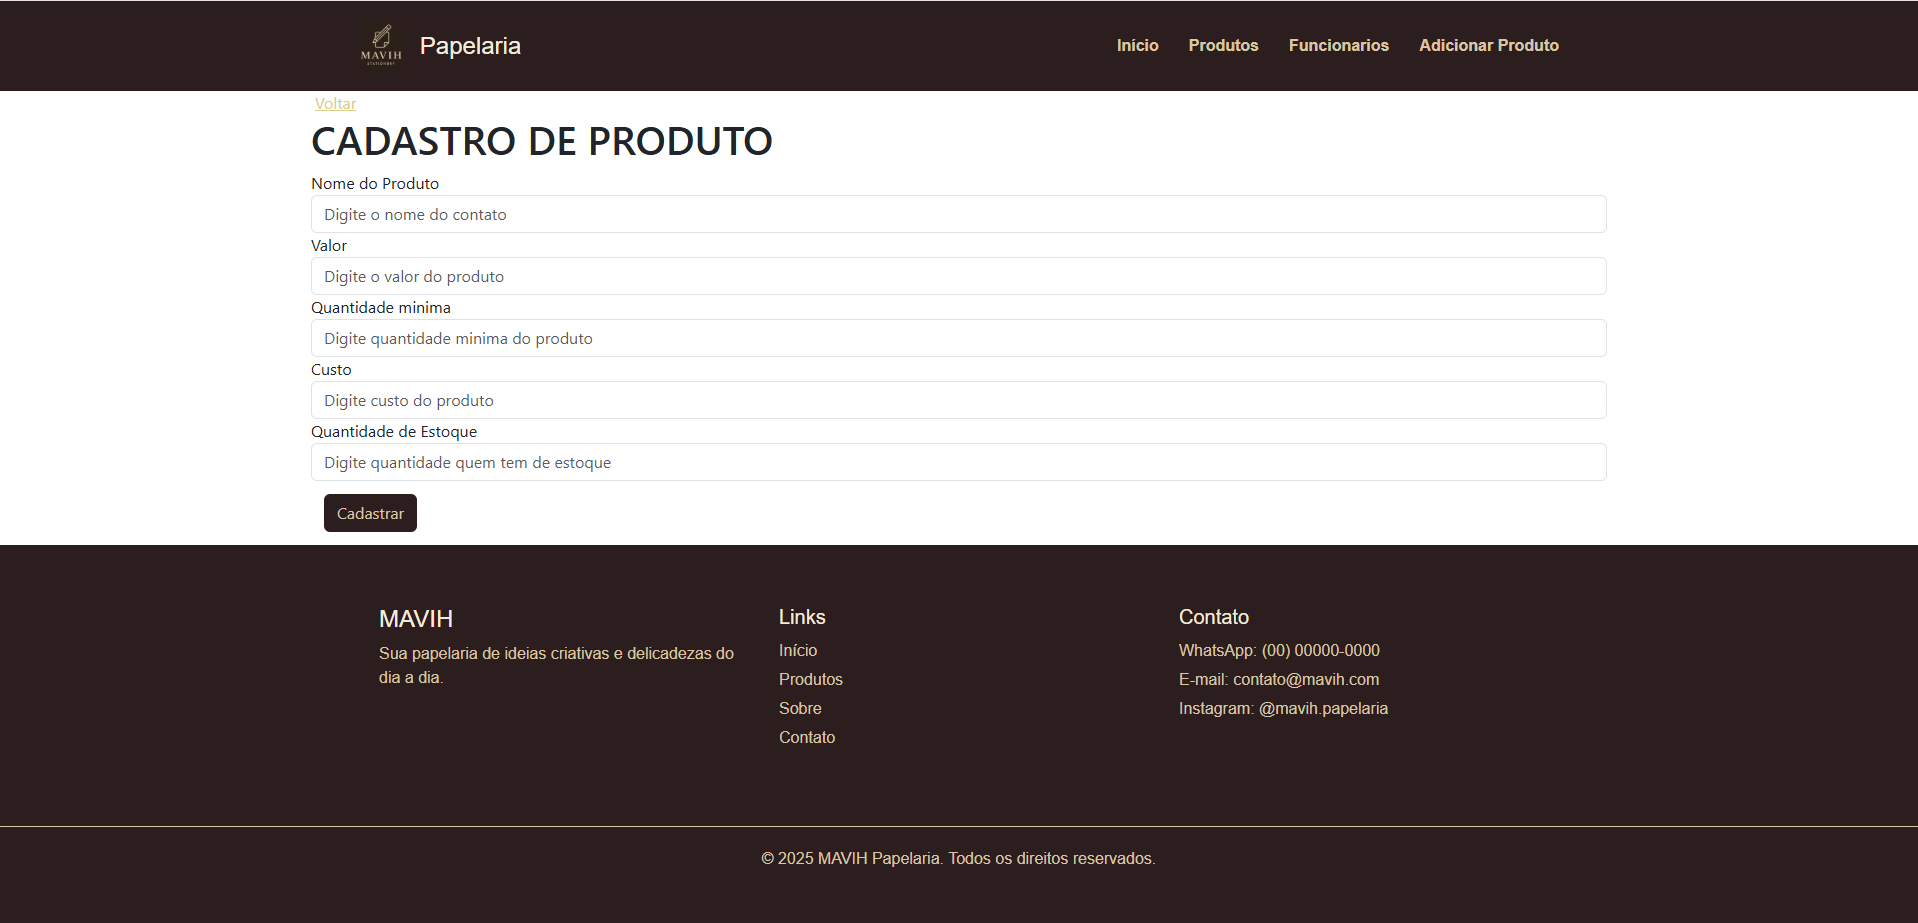 MAVIH
STATIONERY
Papelaria
Início
Produtos
Funcionarios
Adicionar Produto
Voltar
CADASTRO DE PRODUTO
Nome do Produto
Digite o nome do contato
Valor
Digite o valor do produto
Quantidade minima
Digite quantidade minima do produto
Custo
Digite custo do produto
Quantidade de Estoque
Digite quantidade quem tem de estoque
Cadastrar
MAVIH
Sua papelaria de ideias criativas e delicadezas do
dia a dia.
Links
Início
Produtos
Sobre
Contato
Contato
WhatsApp: (00) 00000-0000
E-mail: contato@mavih.com
Instagram: @mavih.papelaria
© 2025 MAVIH Papelaria. Todos os direitos reservados.